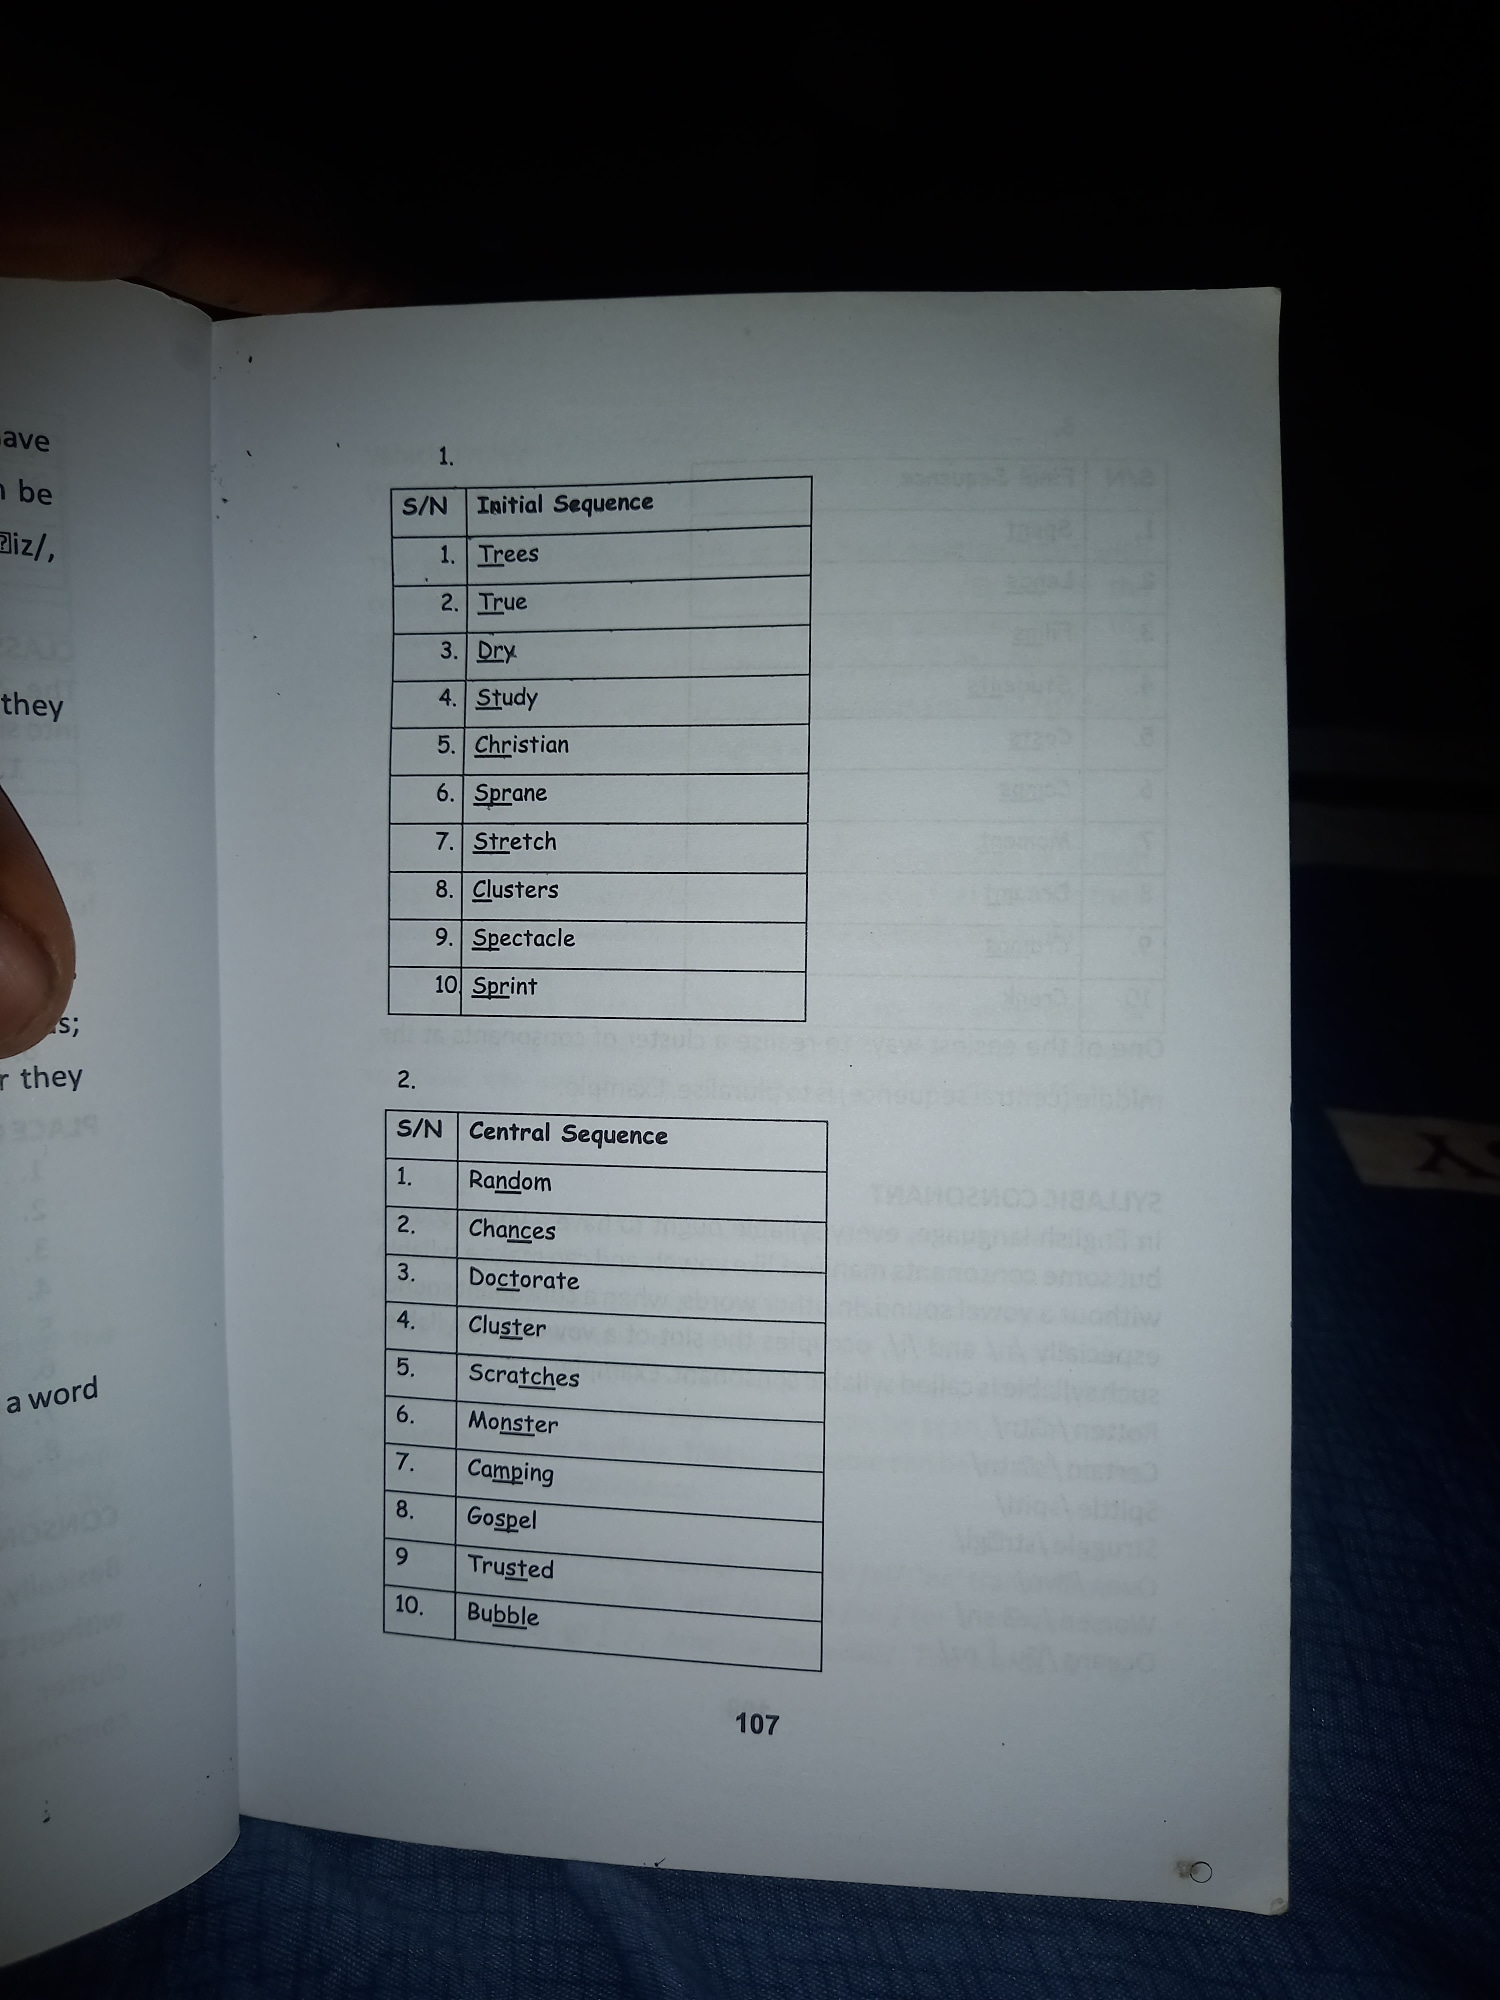 ave
be
iz/,
they
s;
they
a word
1.
S/N Initial Sequence
1. Trees
2. True
3. Dry
4. Study
5. Christian
6. Sprane
7. Stretch
8. Clusters
9. Spectacle
10. Sprint
2.
S/N Central Sequence
1. Random
2. Chances
3. Doctorate
4. Cluster
5. Scratches
6. Monster
7. Camping
8. Gospel
9 Trusted
10. Bubble
107